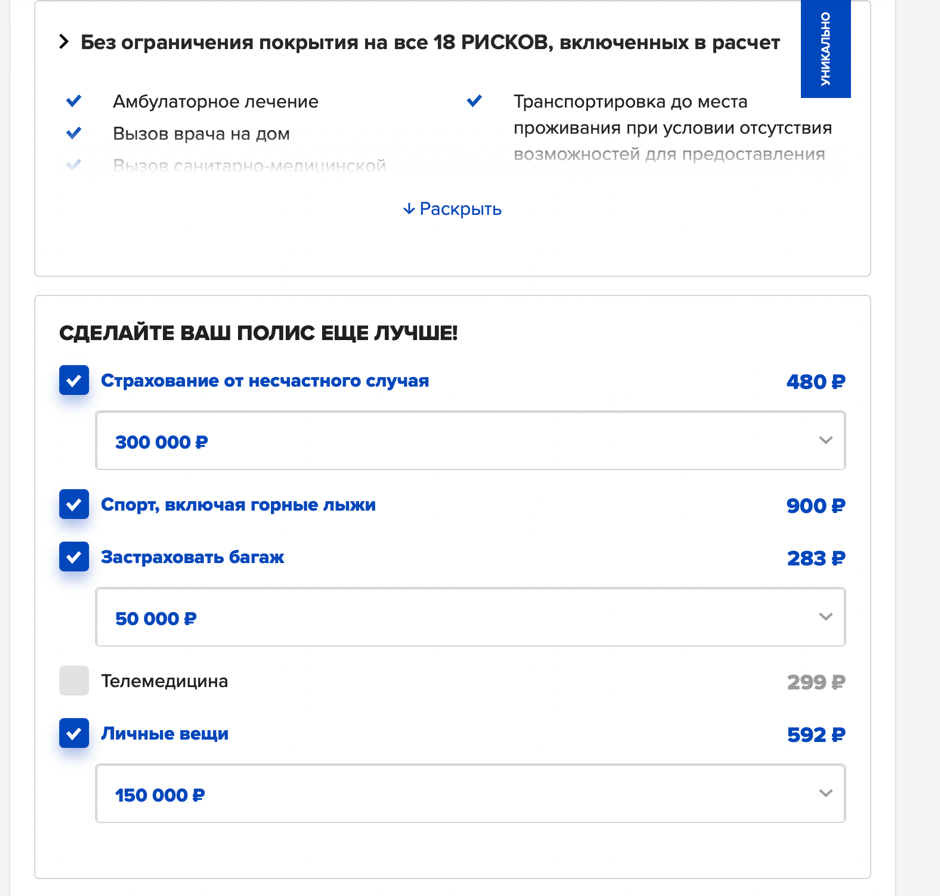 Без ограничения покрытия на все 18 РИСКОВ, включенных в расчет
УНИКАЛЬНО
Амбулаторное лечение
Вызов врача на дом
Вызов санитарно-медицинской
Транспортировка до места
проживания при условии отсутствия
возможностей для предоставления
↓ Раскрыть
СДЕЛАЙТЕ ВАШ ПОЛИС ЕЩЕ ЛУЧШЕ!
Страхование от несчастного случая 480 ₽
300 000 ₽
Спорт, включая горные лыжи 900 ₽
Застраховать багаж 283 ₽
50 000 ₽
Телемедицина 299 ₽
Личные вещи 592 ₽
150 000 ₽